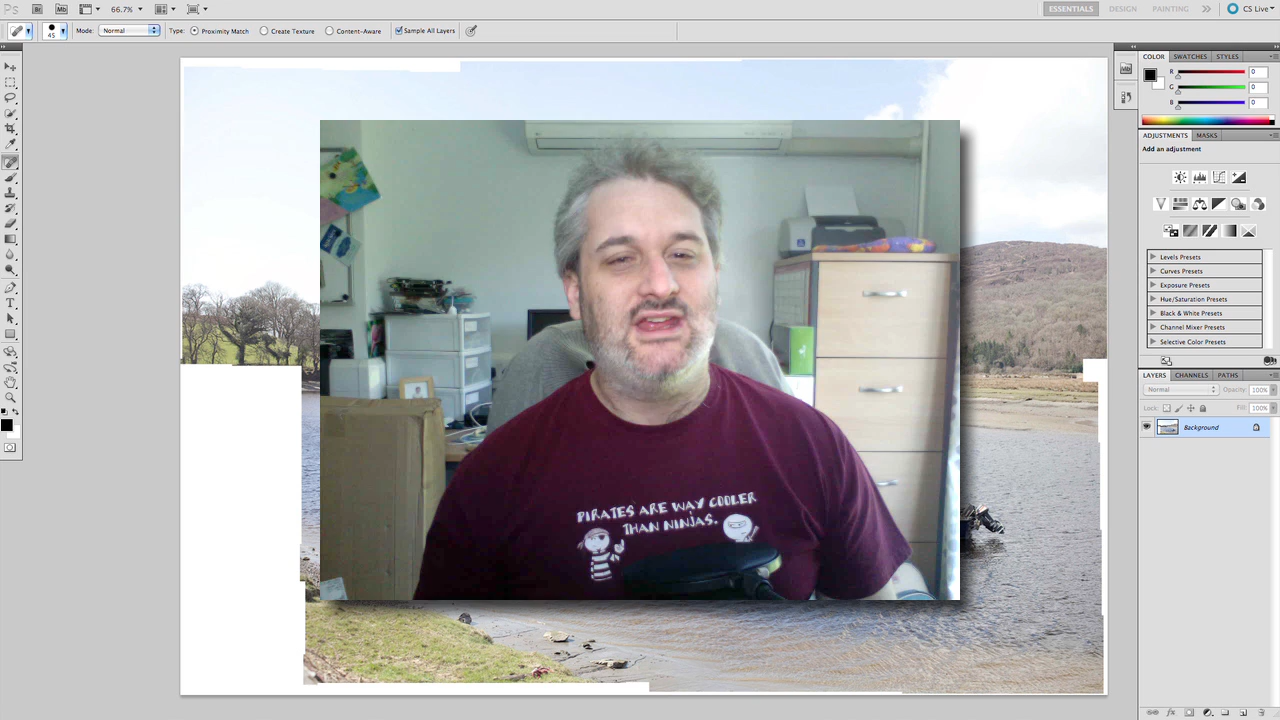 Ps Br Mb 66.7% ESSENTIALS DESIGN PAINTING CS Live
45 Mode: Normal Type: Proximity Match Create Texture Content-Aware Sample All Layers
COLOR SWATCHES STYLES
R 0
G 0
B 0
ADJUSTMENTS MASKS
Add an adjustment
Levels Presets
Curves Presets
Exposure Presets
Hue/Saturation Presets
Black & White Presets
Channel Mixer Presets
Selective Color Presets
LAYERS CHANNELS PATHS
Normal Opacity: 100%
Lock: Fill: 100%
Background
PIRATES ARE WAY COOLER
THAN NINJAS.